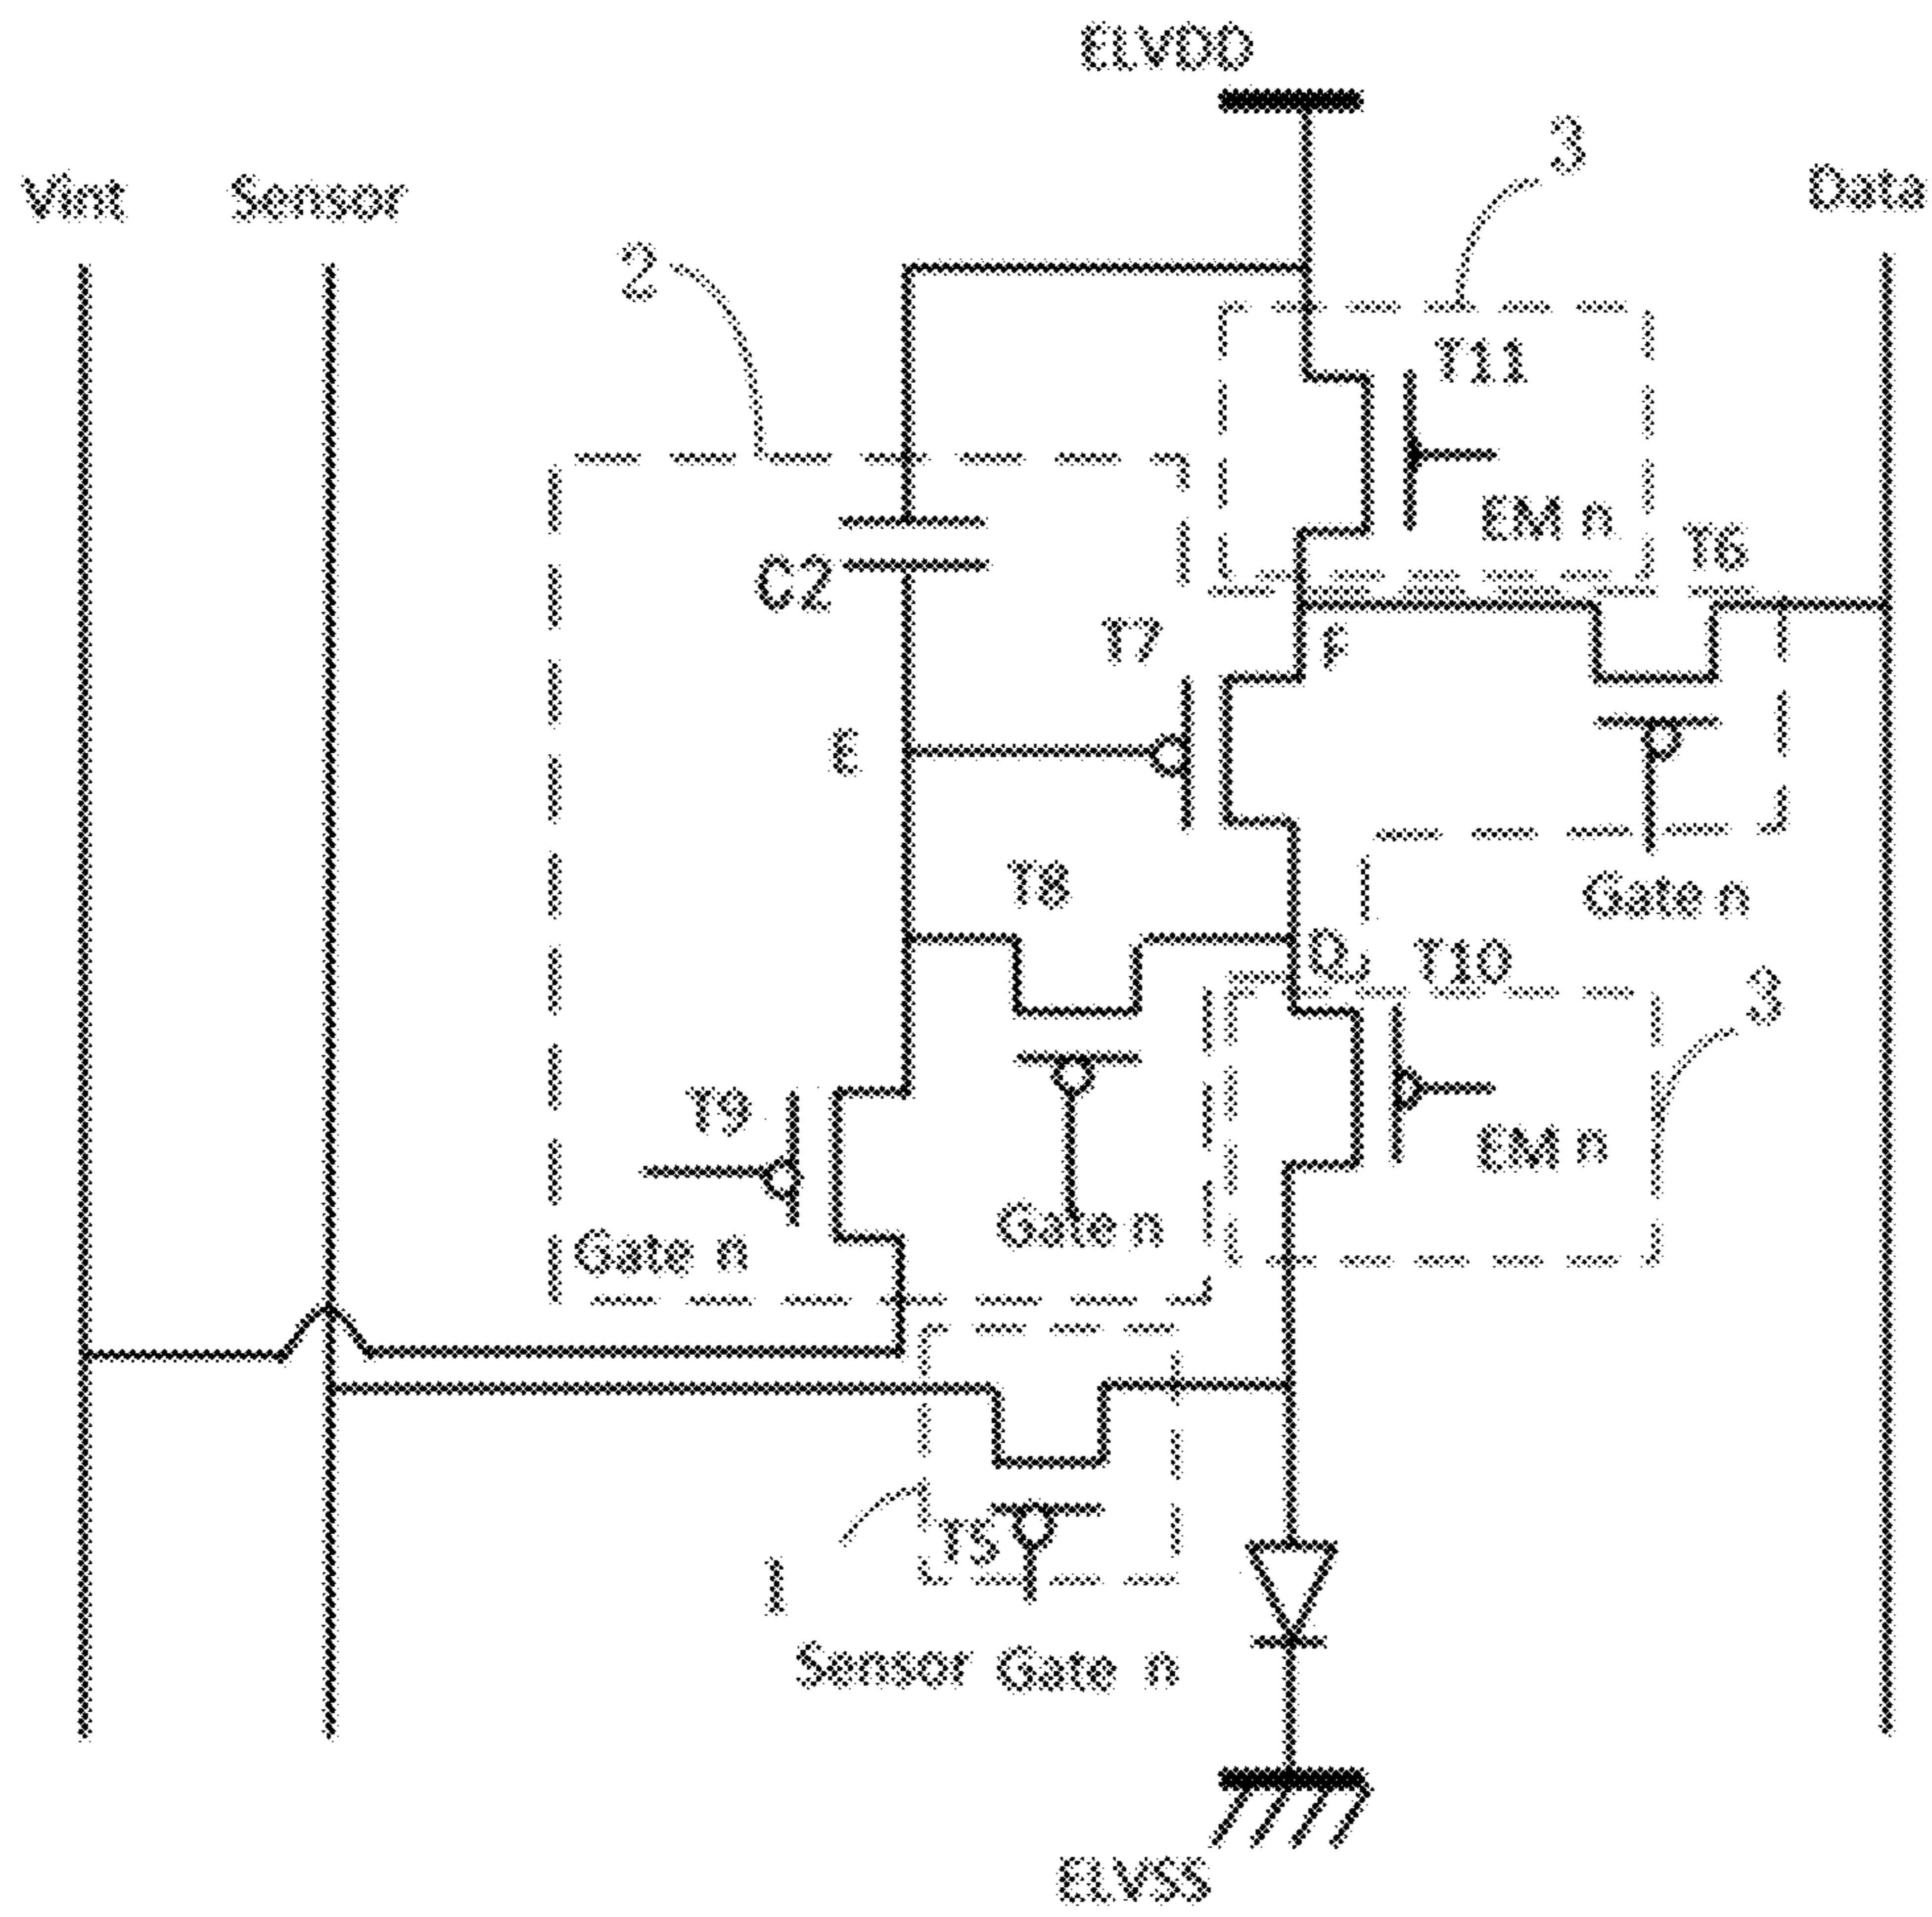 ELVDD
3
Vint
Sensor
Data
2
T11
EM n
T6
C2
T7
F
E
T8
Gate n
D
T10
3
T9
EM n
Gate n
Gate n
T5
1
Sensor Gate n
ELVSS